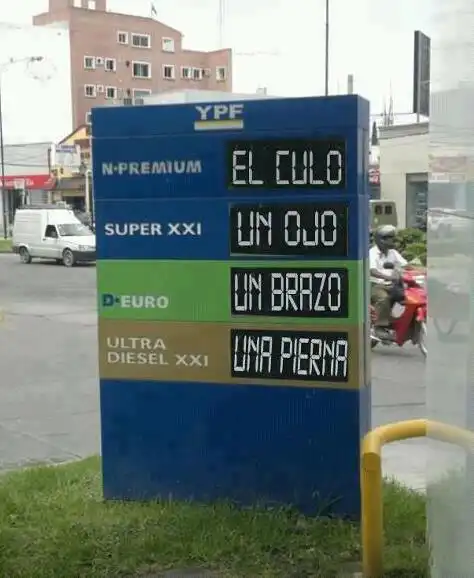 YPF
N-PREMIUM EL CULO
SUPER XXI UN OJO
D-EURO UN BRAZO
ULTRA
DIESEL XXI UNA PIERNA